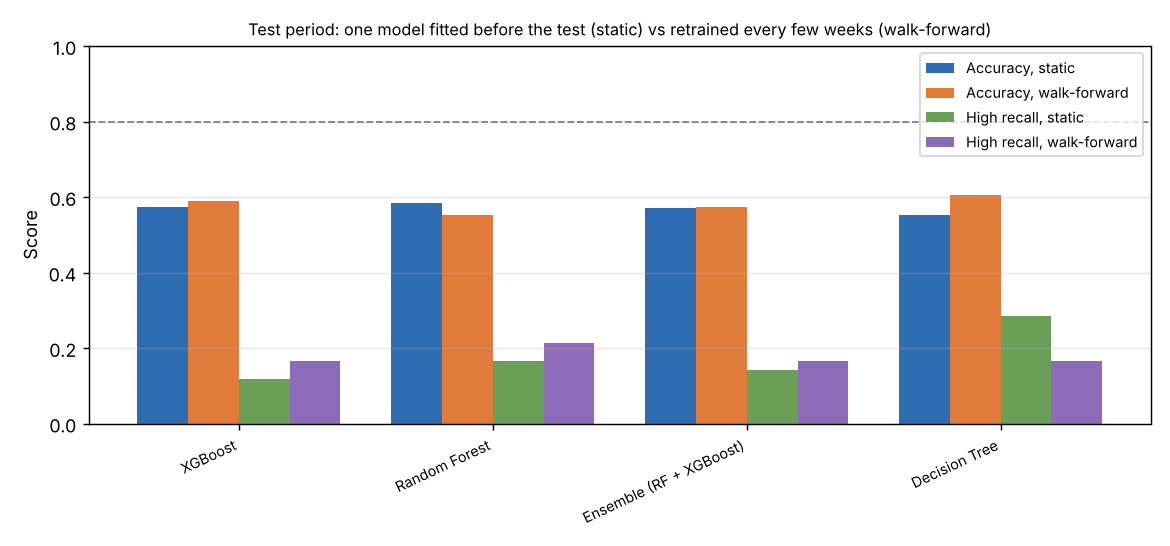 Test period: one model fitted before the test (static) vs retrained every few weeks (walk-forward)
Accuracy, static
Accuracy, walk-forward
High recall, static
High recall, walk-forward
Score
1.0
0.8
0.6
0.4
0.2
0.0
XGBoost
Random Forest
Ensemble (RF + XGBoost)
Decision Tree